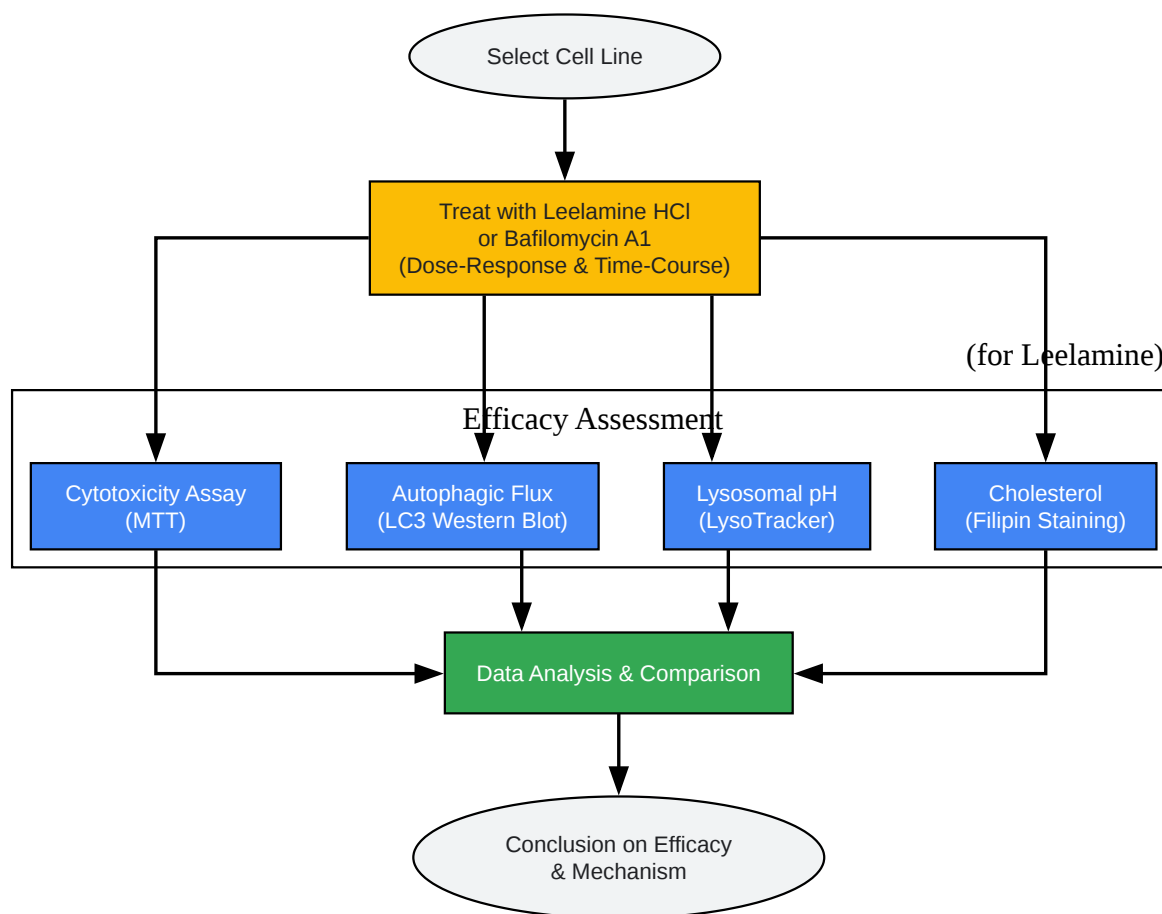 Select Cell Line
Treat with Leelamine HCl
or Bafilomycin A1
(Dose-Response & Time-Course)
(for Leelamine)
Efficacy Assessment
Cytotoxicity Assay
(MTT)
Autophagic Flux
(LC3 Western Blot)
Lysosomal pH
(LysoTracker)
Cholesterol
(Filipin Staining)
Data Analysis & Comparison
Conclusion on Efficacy
& Mechanism